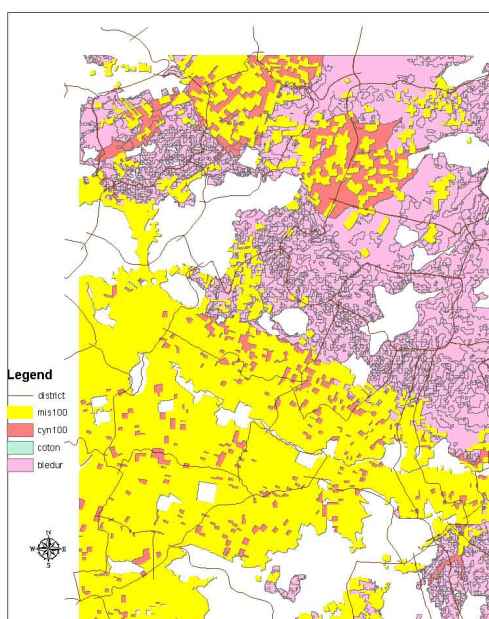 Legend
district
mis100
cyn100
coton
bledur
N
W E
S